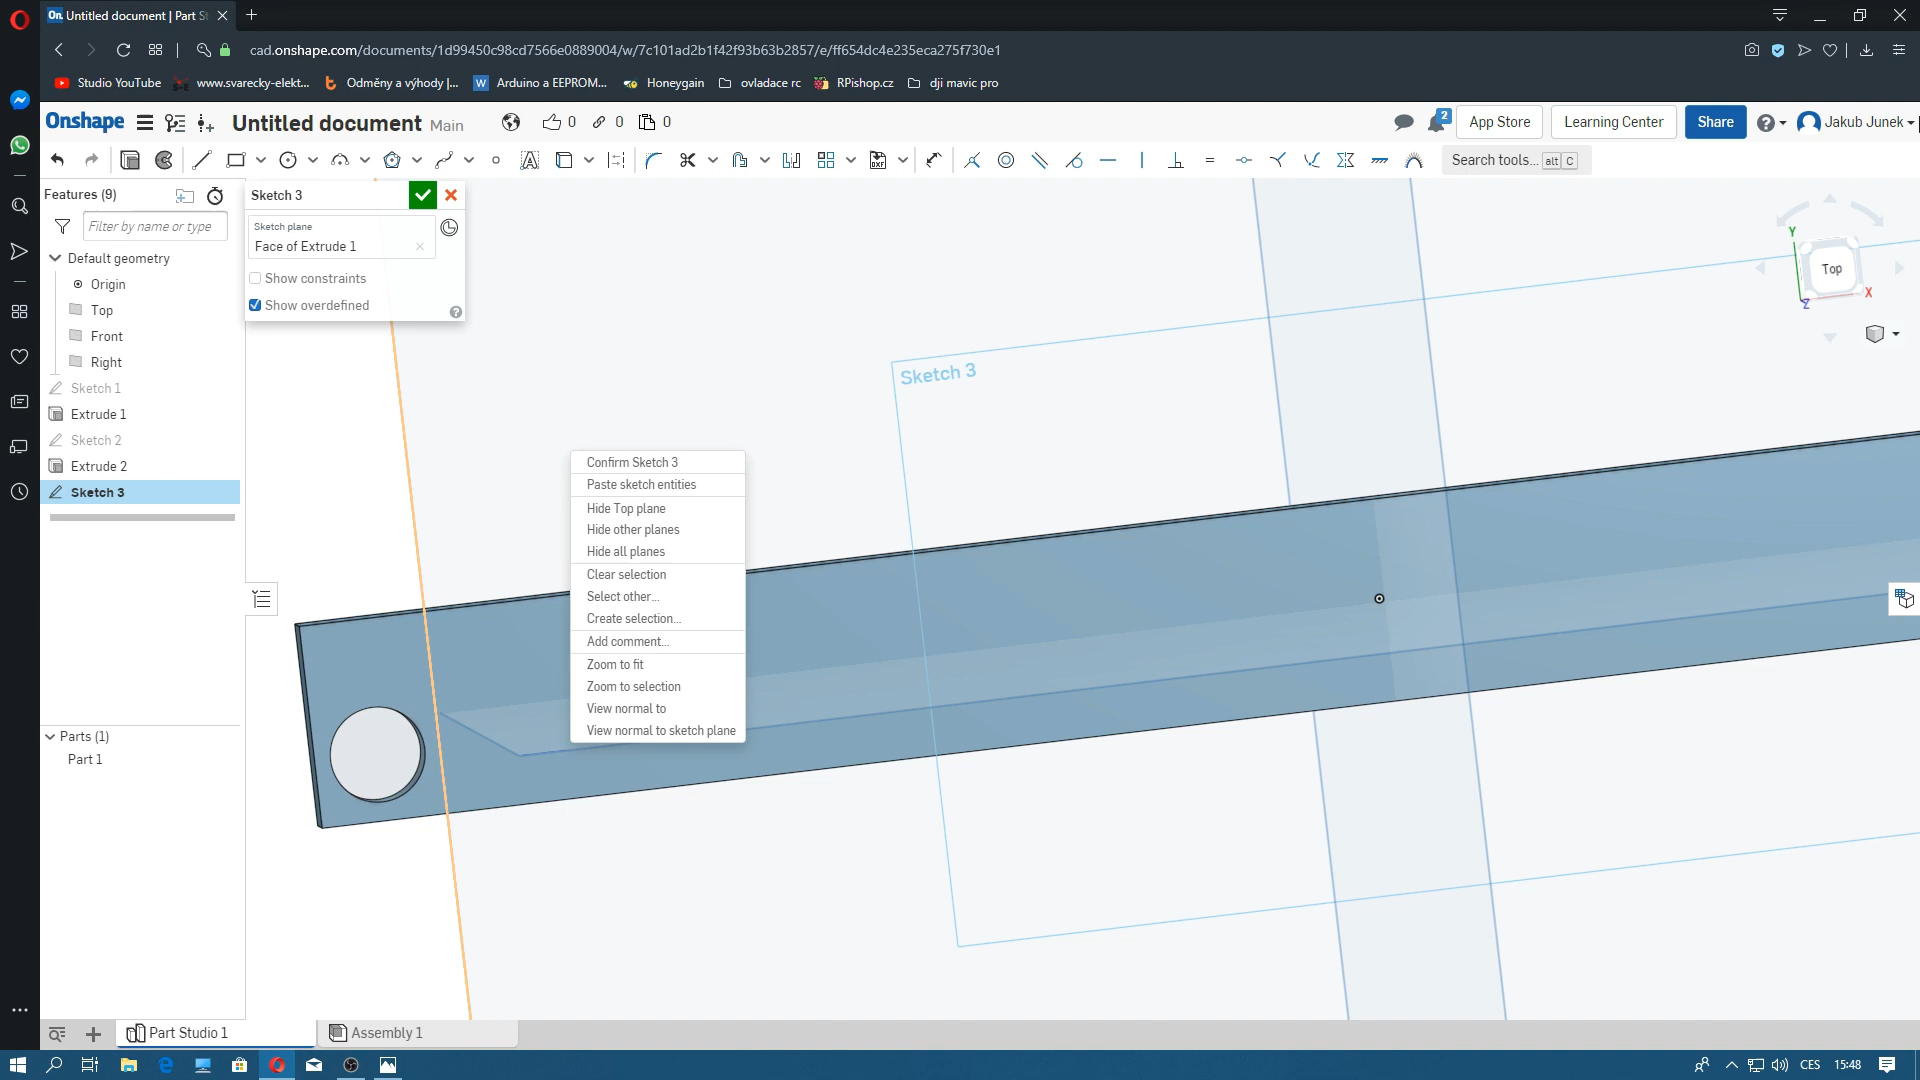 On. Untitled document | Part St
cad.onshape.com/documents/1d99450c98cd7566e0889004/w/7c101ad2b1f42f93b63b2857/e/ff654dc4e235eca275f730e1
Studio YouTube
www.svarecky-elekt...
Odměny a výhody |...
W Arduino a EEPROM...
Honeygain
ovladace rc
RPishop.cz
dji mavic pro
Onshape
Untitled document Main
0
0
0
2
App Store
Learning Center
Share
Jakub Junek
Search tools... alt C
Features (9)
Filter by name or type
Default geometry
Origin
Top
Front
Right
Sketch 1
Extrude 1
Sketch 2
Extrude 2
Sketch 3
Parts (1)
Part 1
Sketch 3
Sketch plane
Face of Extrude 1
Show constraints
Show overdefined
Sketch 3
Confirm Sketch 3
Paste sketch entities
Hide Top plane
Hide other planes
Hide all planes
Clear selection
Select other...
Create selection...
Add comment...
Zoom to fit
Zoom to selection
View normal to
View normal to sketch plane
Y
Top
X
Z
Part Studio 1
Assembly 1
CES
15:48